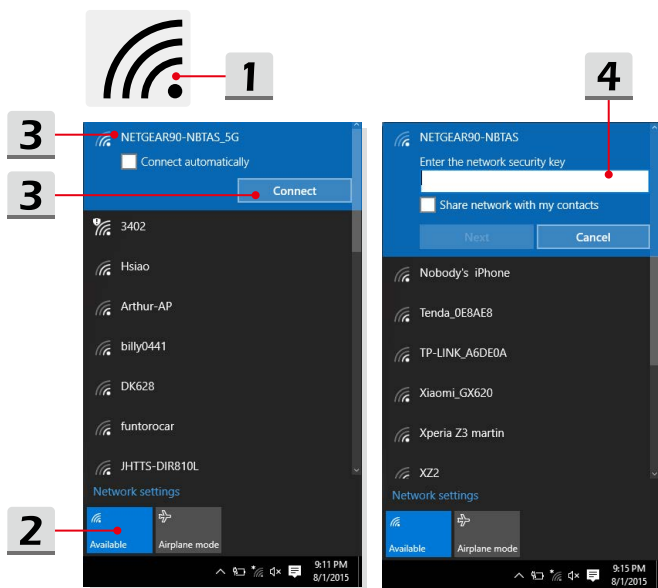 1
3
NETGEAR90-NBTAS_5G
Connect automatically
3
Connect
3402
Hsiao
Arthur-AP
billy0441
DK628
funtorocar
JHTTS-DIR810L
Network settings
2
Available
Airplane mode
9:11 PM
8/1/2015
4
NETGEAR90-NBTAS
Enter the network security key
Share network with my contacts
Next
Cancel
Nobody's iPhone
Tenda_0E8AE8
TP-LINK_A6DE0A
Xiaomi_GX620
Xperia Z3 martin
XZ2
Network settings
Available
Airplane mode
9:15 PM
8/1/2015